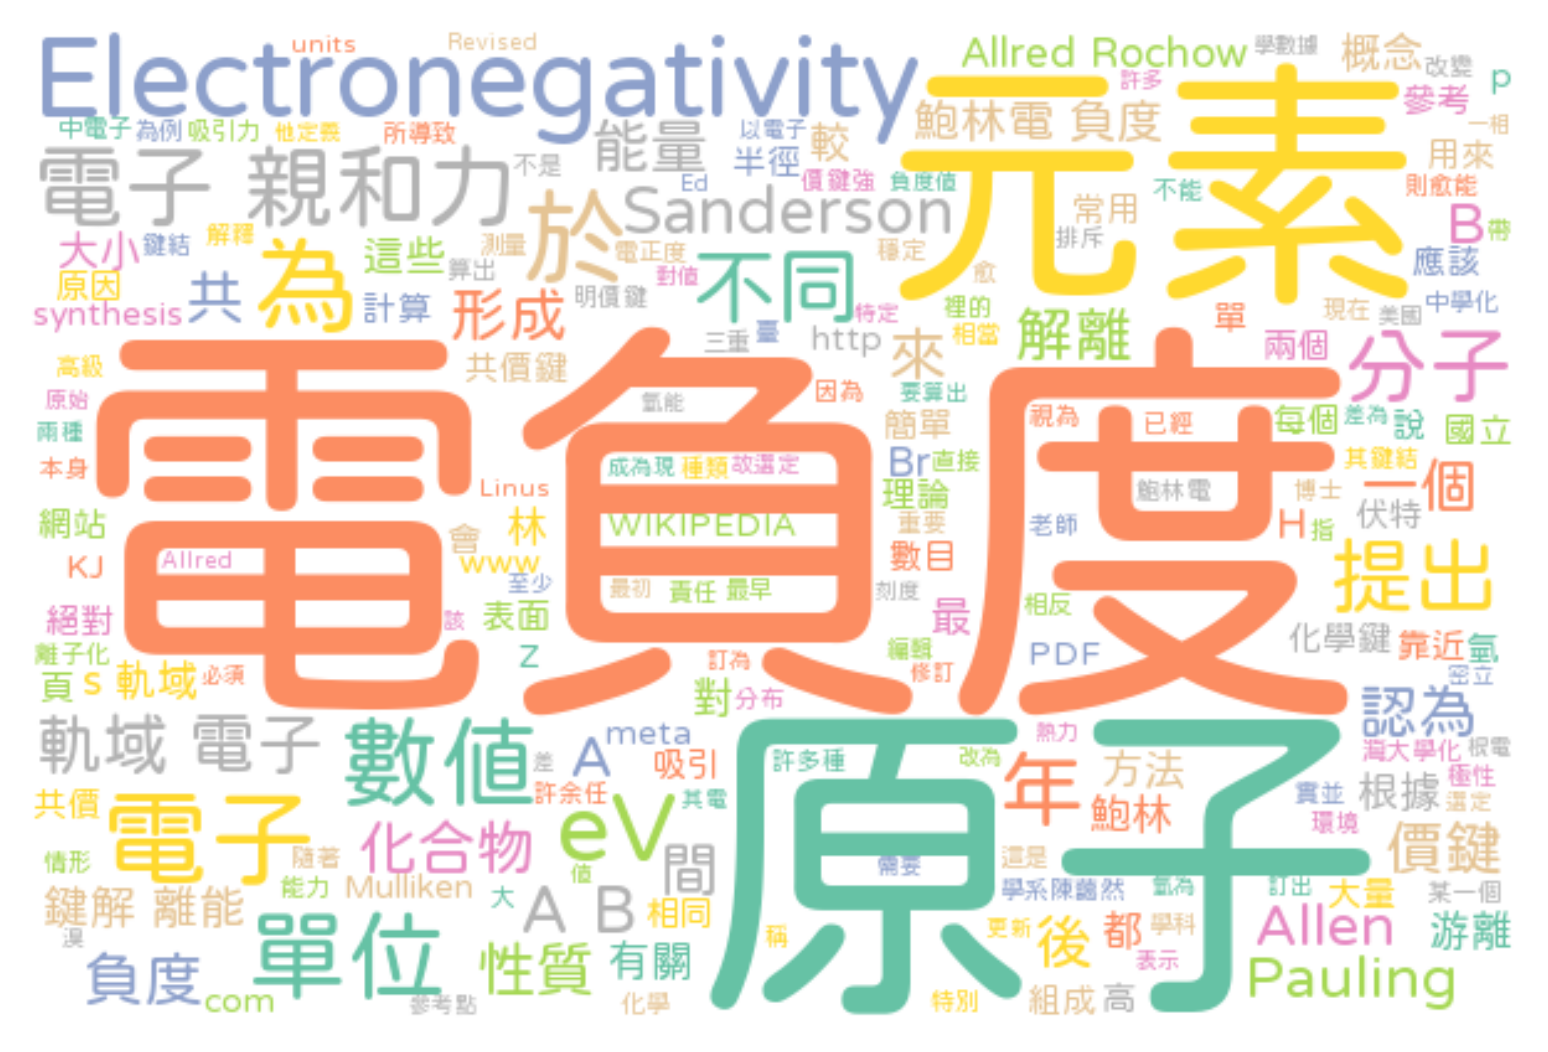 units
Revised
Electronegativity
Allred Rochow
學數據
概念
改變
p
許多
參考
元素
鮑林電 負度
中電子
為例
吸引力
他定義
所導致
能量
以電子
半徑
較
一相
用來
電子 親和力
不是
Ed
價鍵強
負度值
不能
則愈能
於
Sanderson
常用
B
帶
大小
鍵結
解釋
為
這些
測量
電正度
穩定
排斥
應該
算出
不同
對值
愈
原因
共
計算
形成
明價鍵
特定
裡的
現在
美國
中學化
synthesis
三重
臺
http
來
相當
解離
單
兩個
分子
高級
共價鍵
因為
要算出
原始
氫能
簡單
視為
已經
每個
差為
說
國立
兩種
電負度
本身
成為現
種類
故選定
Br
直接
其鍵結
一個
Linus
理論
鮑林電
博士
伏特
網站
會
林
WIKIPEDIA
重要
老師
H
指
KJ
Allred
www
數目
至少
最初
責任
最早
刻度
提出
絕對
該
表面
最
相反
化學鍵
靠近
氫
離子化
Z
訂為
編輯
修訂
PDF
密立
頁
s
軌域
必須
對
分布
認為
軌域 電子
數值
差
A
meta
吸引
許多種
改為
熱力
灣大學化
根電
原子
年
方法
極性
共價
電子
許余任
其電
鮑林
實並
根據
選定
環境
情形
隨著
化合物
eV
間
值
需要
這是
價鍵
鍵解 離能
能力
Mulliken
大
A B
相同
學系陳藹然
氫為
訂出
大量
某一個
溴
單位
稱
更新
後
都
學科
Allen
游離
負度
性質
有關
表示
Pauling
com
參考點
化學
特別
組成
高